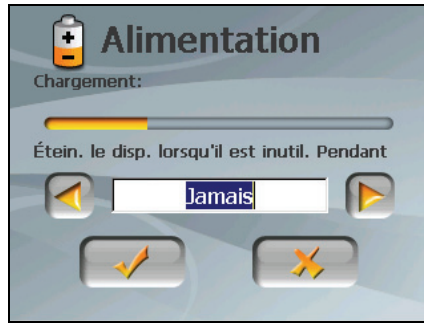 Alimentation
Chargement:
Étein. le disp. lorsqu'il est inutil. Pendant
Jamais